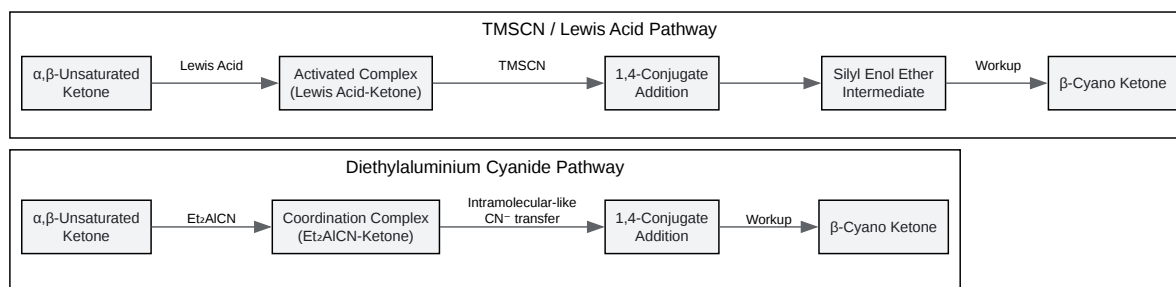 TMSCN / Lewis Acid Pathway
α,β-Unsaturated
Ketone
Lewis Acid
Activated Complex
(Lewis Acid-Ketone)
TMSCN
1,4-Conjugate
Addition
Silyl Enol Ether
Intermediate
Workup
β-Cyano Ketone
Diethylaluminium Cyanide Pathway
α,β-Unsaturated
Ketone
Et₂AlCN
Coordination Complex
(Et₂AlCN-Ketone)
Intramolecular-like
CN⁻ transfer
1,4-Conjugate
Addition
Workup
β-Cyano Ketone